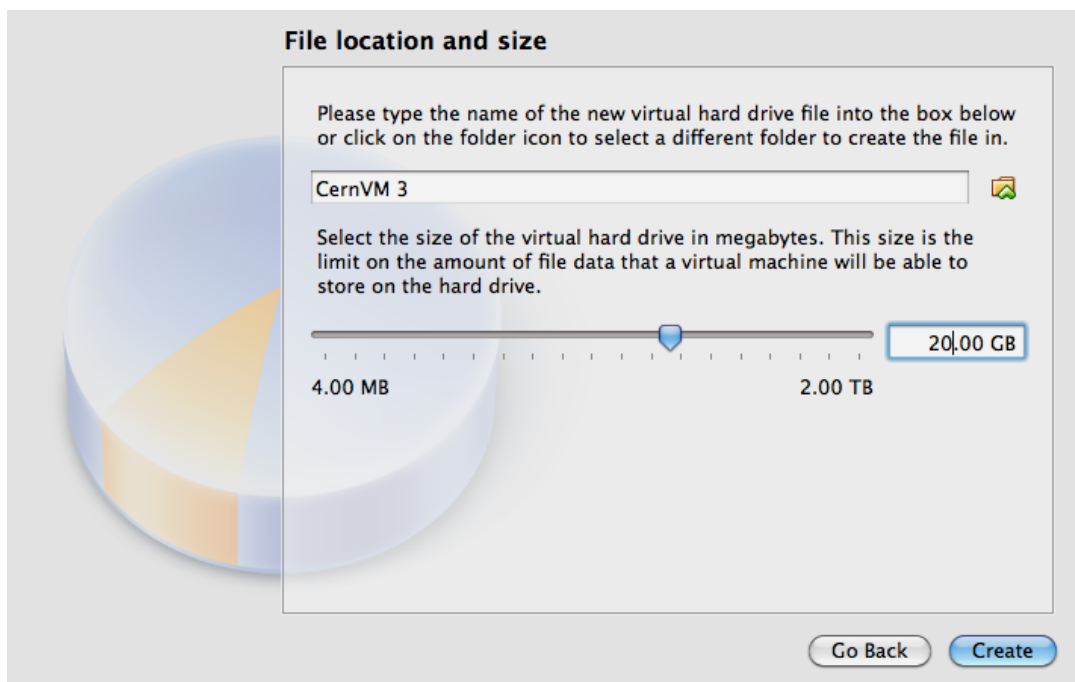 File location and size
Please type the name of the new virtual hard drive file into the box below
or click on the folder icon to select a different folder to create the file in.
CernVM 3
Select the size of the virtual hard drive in megabytes. This size is the
limit on the amount of file data that a virtual machine will be able to
store on the hard drive.
20.00 GB
4.00 MB 2.00 TB
Go Back Create